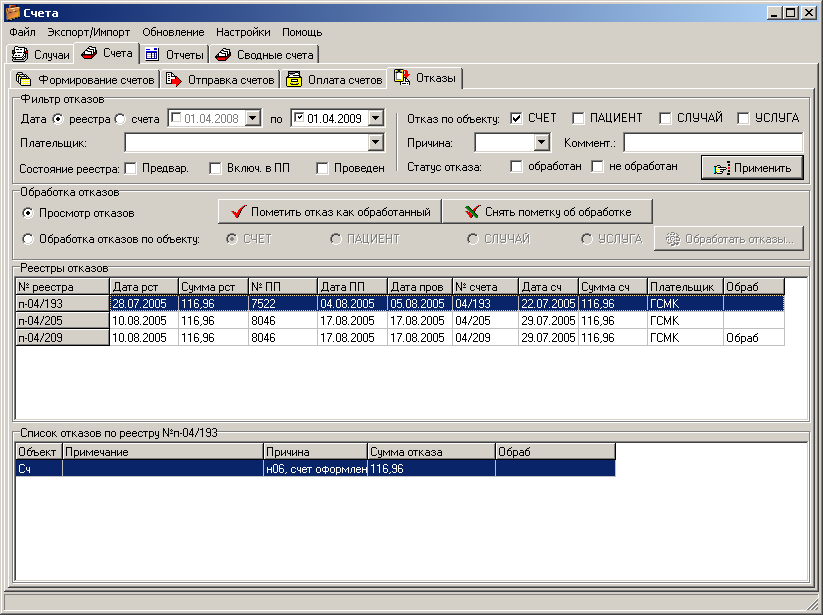 Счета
Файл Экспорт/Импорт Обновление Настройки Помощь
Случаи Счета Отчеты Сводные счета
Формирование счетов Отправка счетов Оплата счетов Отказы
Фильтр отказов
Дата реестра счета 01.04.2008 по 01.04.2009 Отказ по объекту: СЧЕТ ПАЦИЕНТ СЛУЧАЙ УСЛУГА
Плательщик: Причина: Коммент.:
Состояние реестра: Предвар. Включ. в ПП Проведен Статус отказа: обработан не обработан Применить
Обработка отказов
Просмотр отказов Пометить отказ как обработанный Снять пометку об обработке
Обработка отказов по объекту: СЧЕТ ПАЦИЕНТ СЛУЧАЙ УСЛУГА Обработать отказы...
Реестры отказов
№ реестра Дата рст Сумма рст № ПП Дата ПП Дата пров № счета Дата сч Сумма сч Плательщик Обраб
п-04/193 28.07.2005 116,96 7522 04.08.2005 05.08.2005 04/193 22.07.2005 116,96 ГСМК
п-04/205 10.08.2005 116,96 8046 17.08.2005 17.08.2005 04/205 29.07.2005 116,96 ГСМК
п-04/209 10.08.2005 116,96 8046 17.08.2005 17.08.2005 04/209 29.07.2005 116,96 ГСМК Обраб
Список отказов по реестру №п-04/193
Объект Примечание Причина Сумма отказа Обраб
Сч н06, счет оформлен 116,96